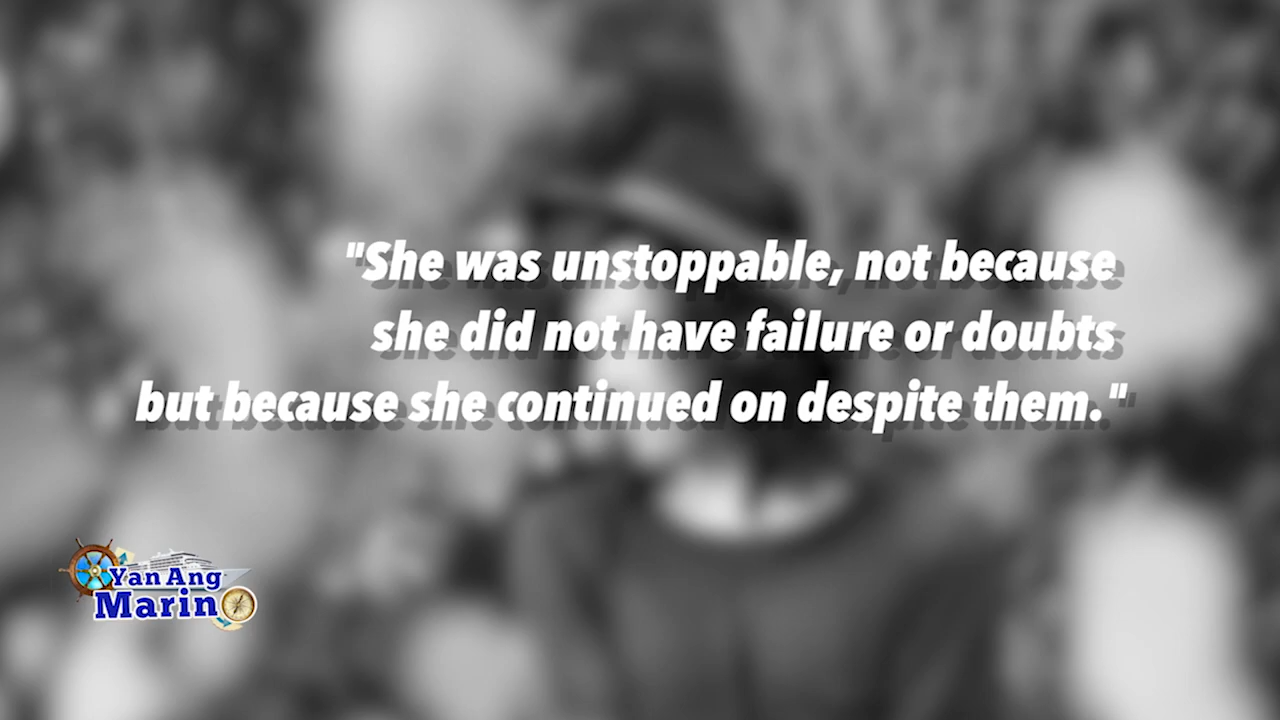 "She was unstoppable, not because
she did not have failure or doubts
but because she continued on despite them."
Yan Ang
Marino